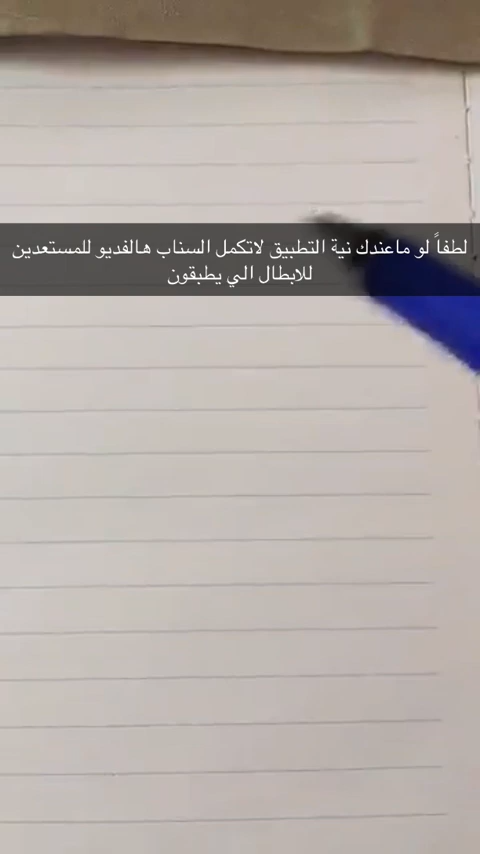 لطفاً لو ماعندك نية التطبيق لاتكمل السناب هالفديو للمستعدين
للابطال الي يطبقون